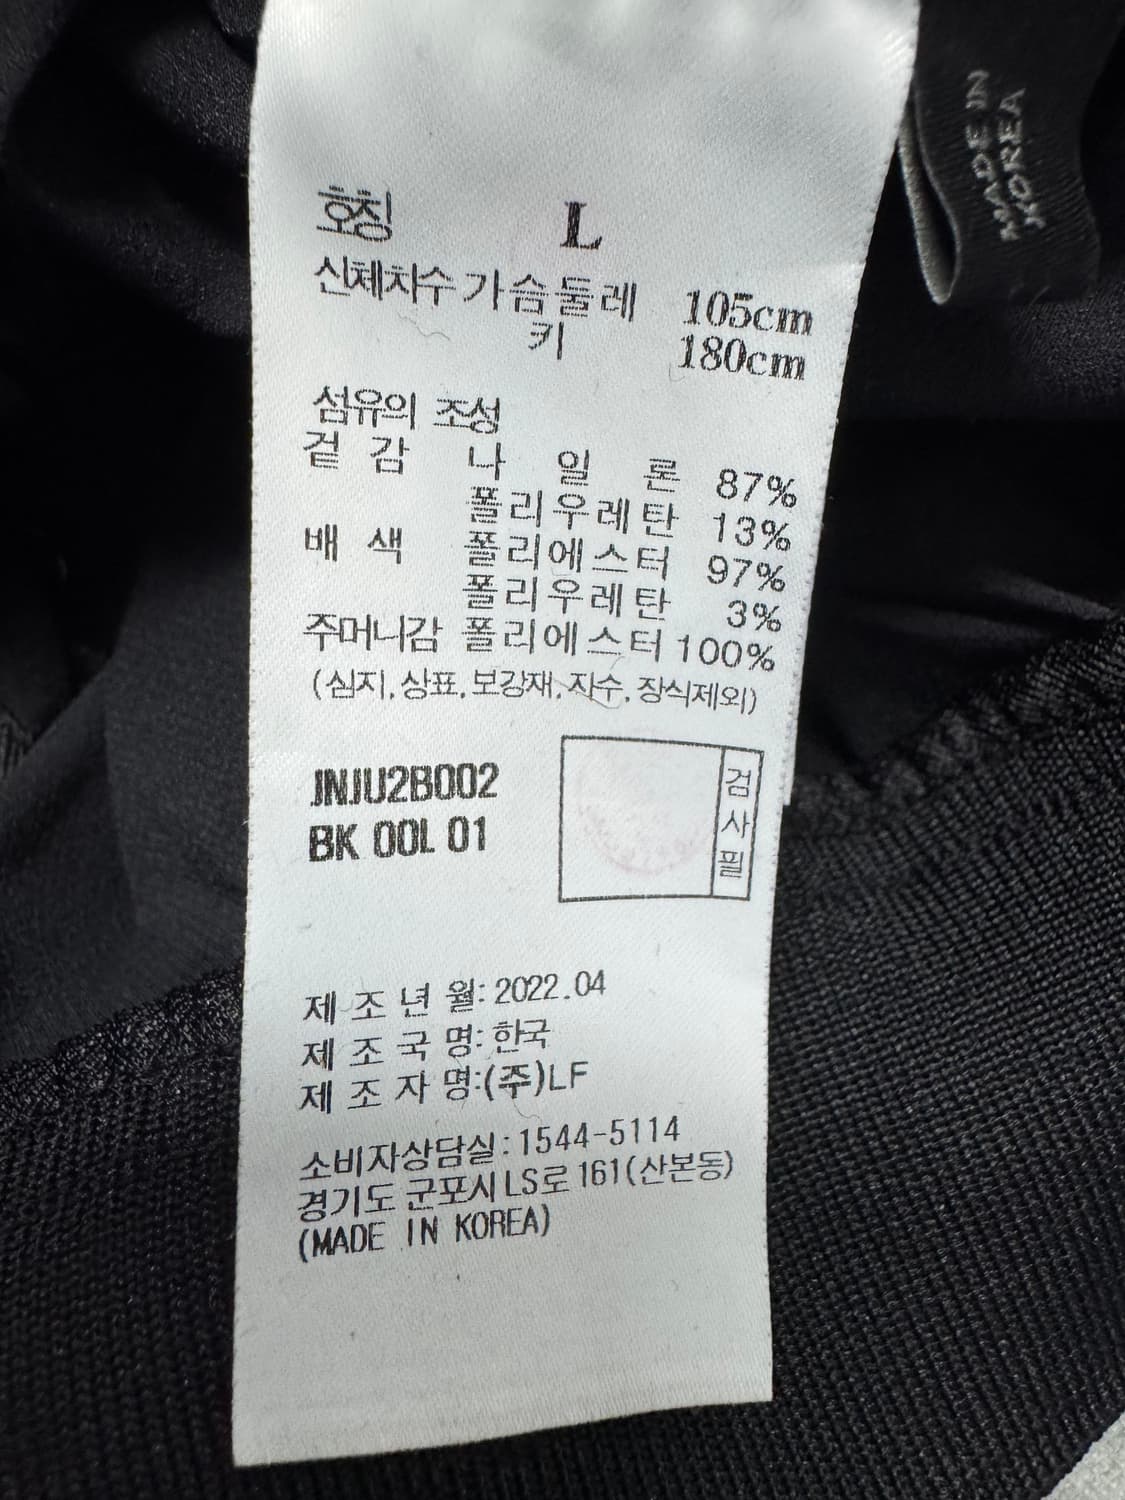 MADE IN
KOREA
호칭 L
신체치수 가슴둘레 105cm
키 180cm
섬유의 조성
겉 감 나 일 론 87%
폴리우레탄 13%
배 색 폴리에스터 97%
폴리우레탄 3%
주머니감 폴리에스터 100%
(심지, 상표, 보강재, 자수, 장식제외)
JNJU2B002
BK 00L 01
검사필
제 조 년 월: 2022.04
제 조 국 명: 한국
제 조 자 명:(주)LF
소비자상담실: 1544-5114
경기도 군포시 LS로 161(산본동)
(MADE IN KOREA)